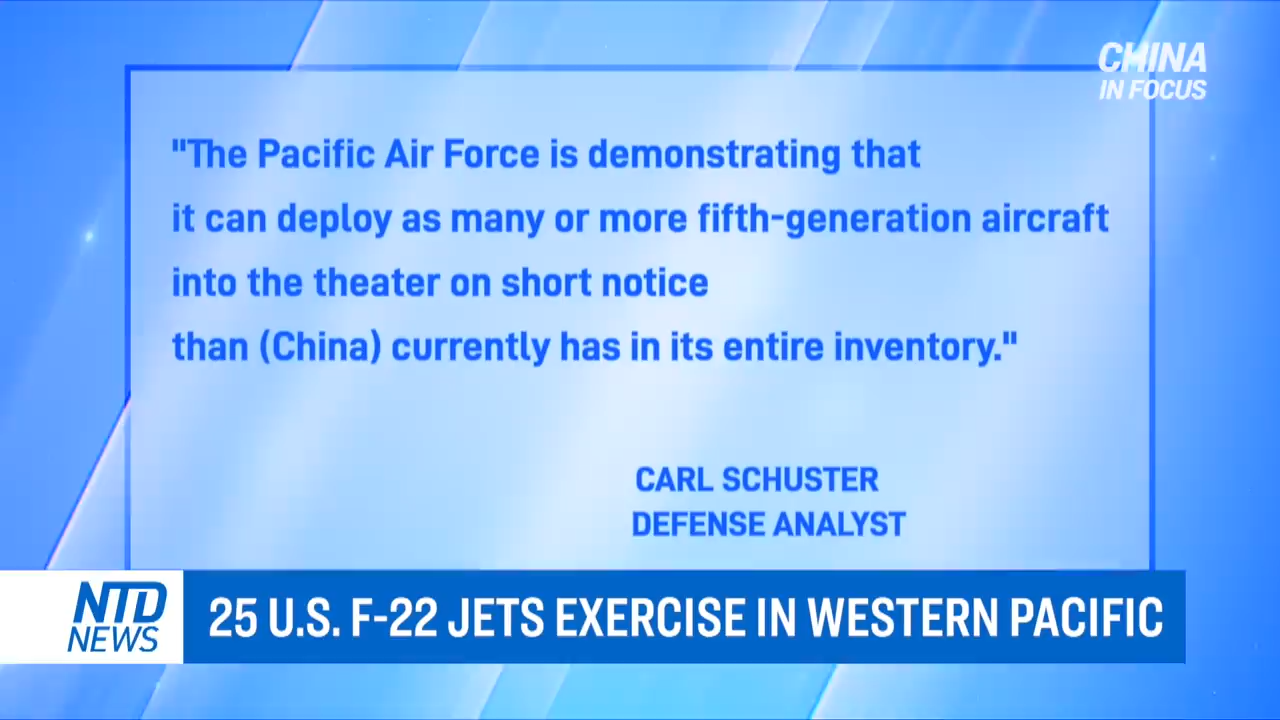 CHINA
IN FOCUS
"The Pacific Air Force is demonstrating that
it can deploy as many or more fifth-generation aircraft
into the theater on short notice
than (China) currently has in its entire inventory."
CARL SCHUSTER
DEFENSE ANALYST
NTD
NEWS
25 U.S. F-22 JETS EXERCISE IN WESTERN PACIFIC